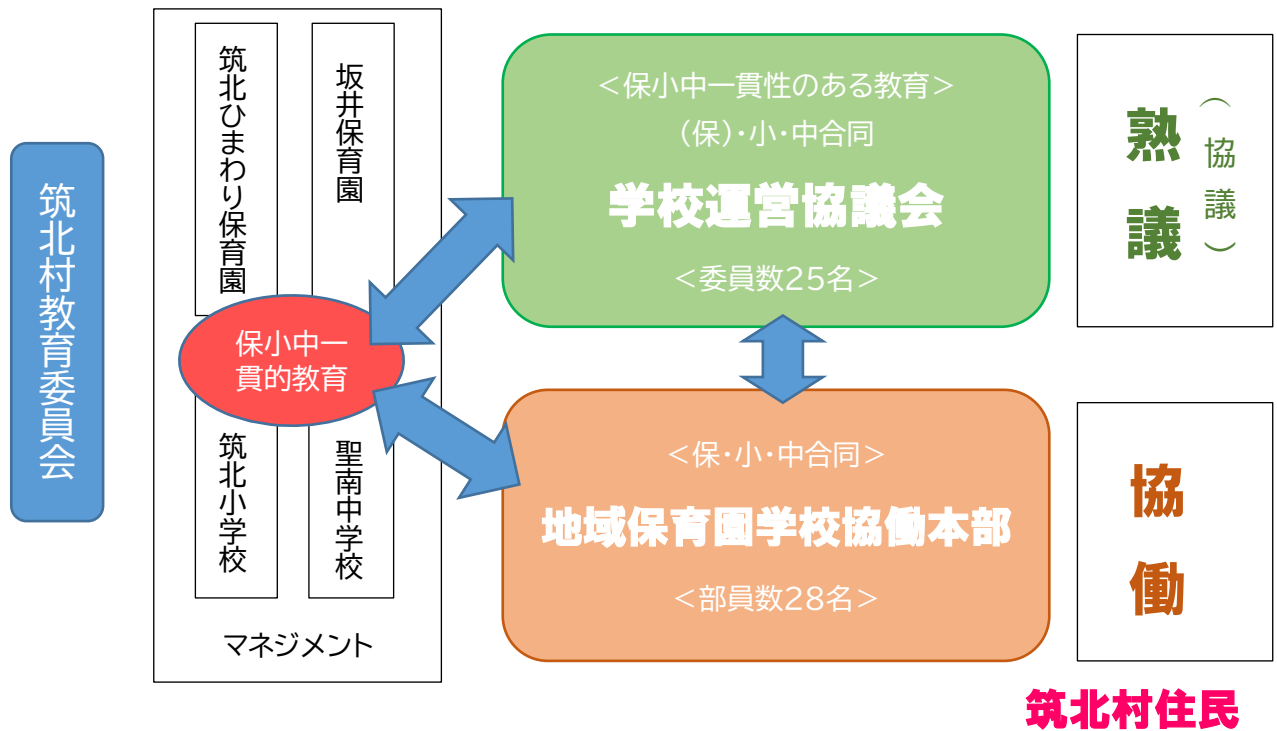 筑北村教育委員会
筑北ひまわり保育園
坂井保育園
保小中一
貫的教育
筑北小学校
聖南中学校
マネジメント
＜保小中一貫性のある教育＞
（保）・小・中合同
学校運営協議会
＜委員数25名＞
＜保・小・中合同＞
地域保育園学校協働本部
＜部員数28名＞
熟議
（協議）
協働
筑北村住民